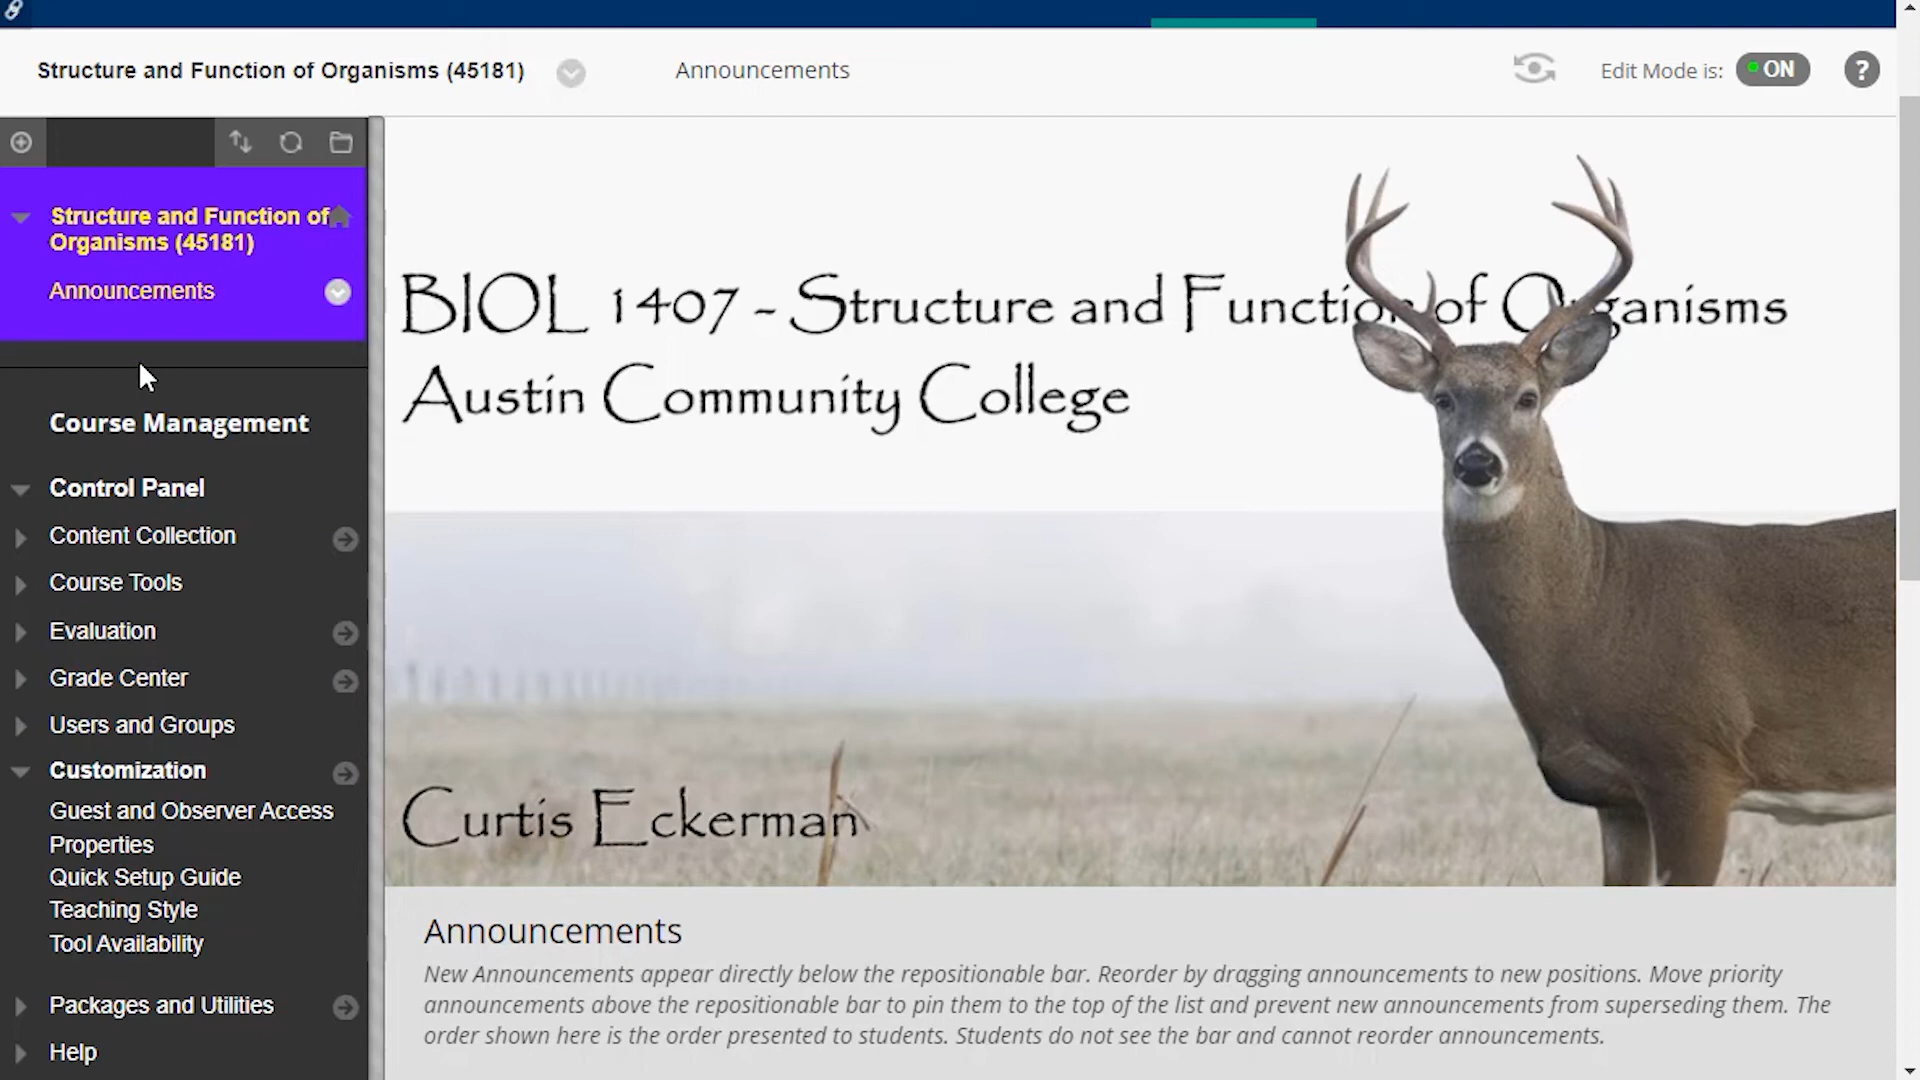 Structure and Function of Organisms (45181)
Announcements
Edit Mode is:
ON
?
Structure and Function of
Organisms (45181)
Announcements
Course Management
Control Panel
Content Collection
Course Tools
Evaluation
Grade Center
Users and Groups
Customization
Guest and Observer Access
Properties
Quick Setup Guide
Teaching Style
Tool Availability
Packages and Utilities
Help
BIOL 1407 - Structure and Function of Organisms
Austin Community College
Curtis Eckerman
Announcements
New Announcements appear directly below the repositionable bar. Reorder by dragging announcements to new positions. Move priority
announcements above the repositionable bar to pin them to the top of the list and prevent new announcements from superseding them. The
order shown here is the order presented to students. Students do not see the bar and cannot reorder announcements.